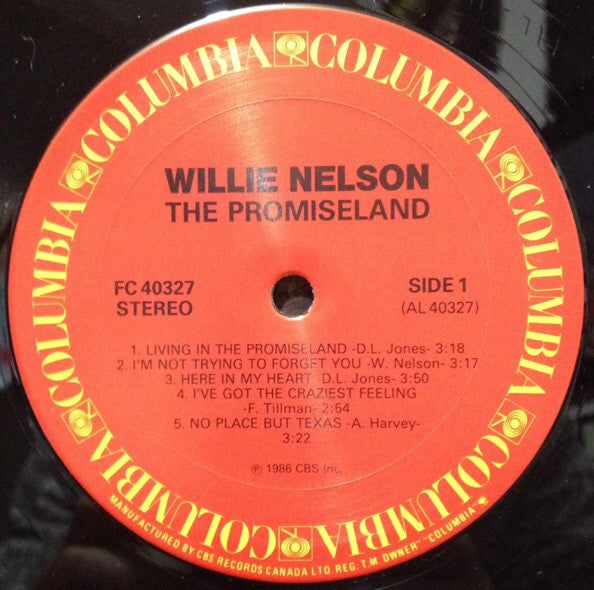 COLUMBIA COLUMBIA COLUMBIA COLUMBIA COLUMBIA COLUMBIA
WILLIE NELSON
THE PROMISELAND
FC 40327
STEREO
SIDE 1
(AL 40327)
1. LIVING IN THE PROMISELAND -D.L. Jones- 3:18
2. I'M NOT TRYING TO FORGET YOU -W. Nelson- 3:17
3. HERE IN MY HEART -D.L. Jones- 3:50
4. I'VE GOT THE CRAZIEST FEELING
-F. Tillman- 2:54
5. NO PLACE BUT TEXAS -A. Harvey-
3:22
℗ 1986 CBS Inc.
MANUFACTURED BY CBS RECORDS CANADA LTD REG. T.M. OWNER "COLUMBIA"